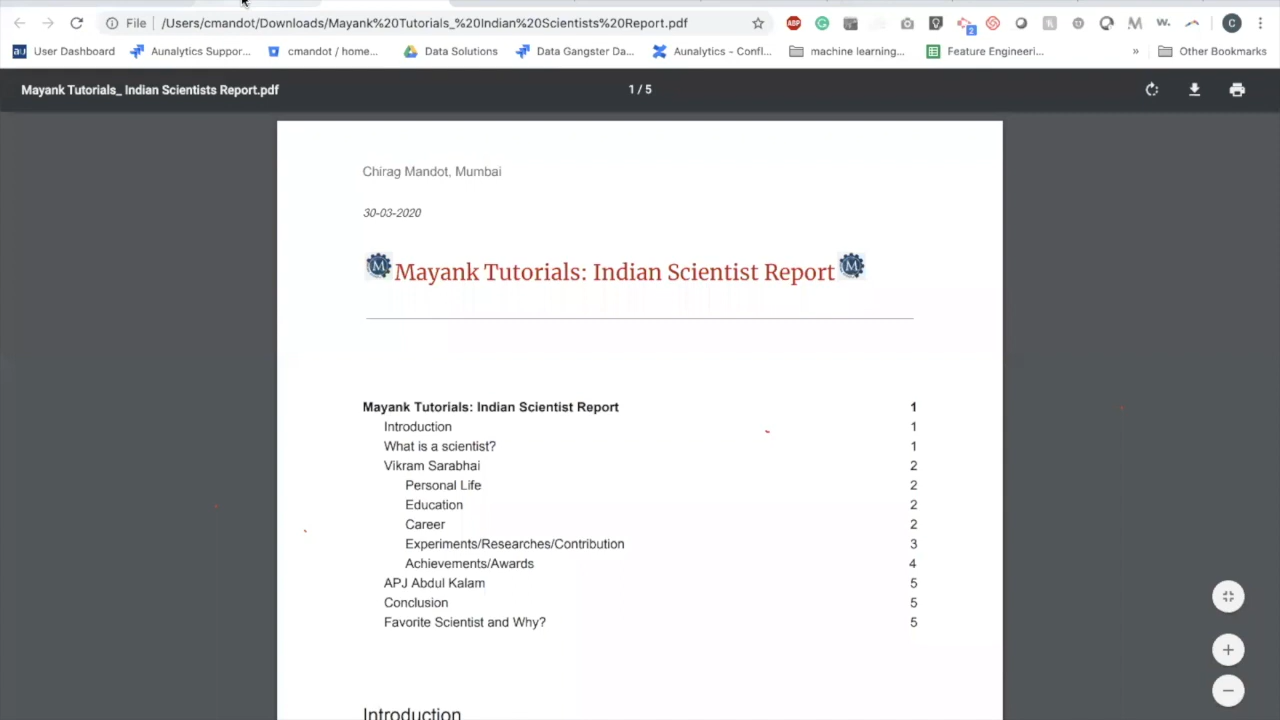 File /Users/cmandot/Downloads/Mayank%20Tutorials_%20Indian%20Scientists%20Report.pdf ABP 2 M W. C
au User Dashboard Aunalytics Suppor... cmandot / home... Data Solutions Data Gangster Da... Aunalytics - Confl... machine learning... Feature Engineeri... » Other Bookmarks
Mayank Tutorials_ Indian Scientists Report.pdf 1 / 5
Chirag Mandot, Mumbai
30-03-2020
M Mayank Tutorials: Indian Scientist Report M
Mayank Tutorials: Indian Scientist Report 1
Introduction 1
What is a scientist? 1
Vikram Sarabhai 2
Personal Life 2
Education 2
Career 2
Experiments/Researches/Contribution 3
Achievements/Awards 4
APJ Abdul Kalam 5
Conclusion 5
Favorite Scientist and Why? 5
Introduction